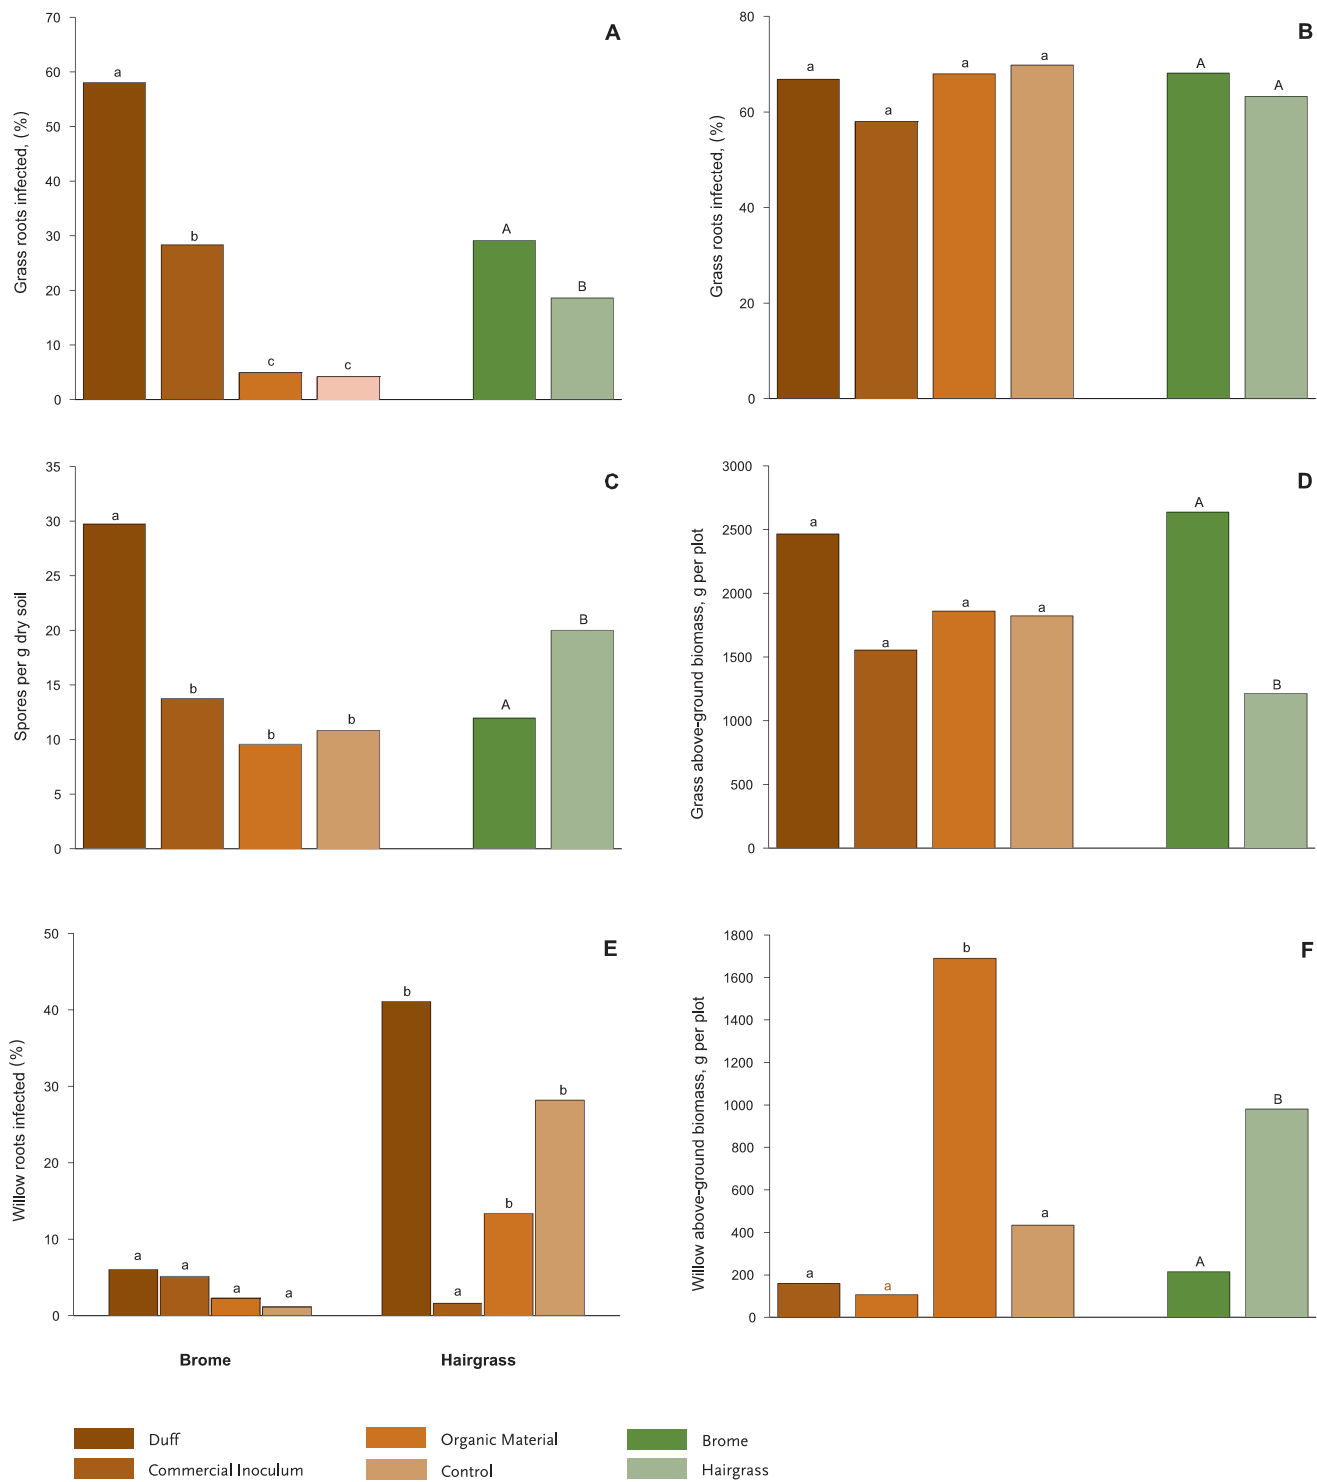 A
70
60
50
40
30
20
10
0
Grass roots infected, (%)
a
b
c
c
A
B
B
80
60
40
20
0
Grass roots infected, (%)
a
a
a
a
A
A
C
35
30
25
20
15
10
5
0
Spores per g dry soil
a
b
b
b
A
B
D
3000
2500
2000
1500
1000
500
0
Grass above-ground biomass, g per plot
a
a
a
a
A
B
E
50
40
30
20
10
0
Willow roots infected (%)
a
a
a
a
b
a
b
b
Brome
Hairgrass
F
1800
1600
1400
1200
1000
800
600
400
200
0
Willow above-ground biomass, g per plot
a
a
b
a
A
B
Duff
Organic Material
Brome
Commercial Inoculum
Control
Hairgrass